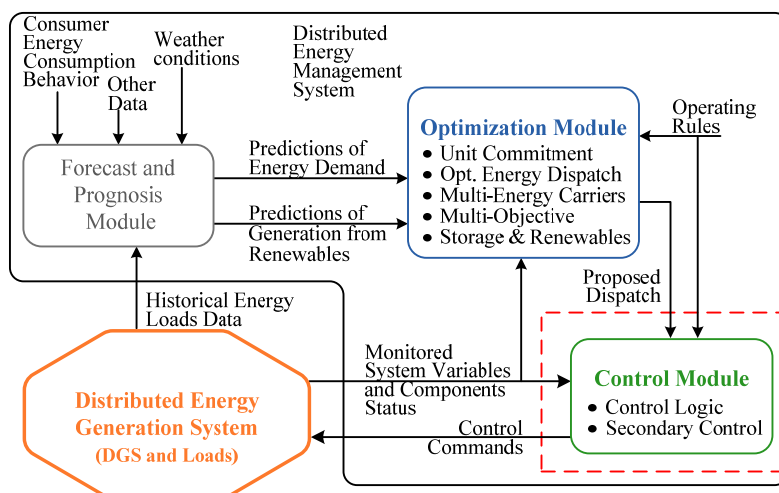 Consumer
Energy
Consumption
Behavior
Other
Data
Weather
conditions
Distributed
Energy
Management
System
Forecast and
Prognosis
Module
Predictions of
Energy Demand
Predictions of
Generation from
Renewables
Optimization Module
● Unit Commitment
● Opt. Energy Dispatch
● Multi-Energy Carriers
● Multi-Objective
● Storage & Renewables
Operating
Rules
Proposed
Dispatch
Historical Energy
Loads Data
Distributed Energy
Generation System
(DGS and Loads)
Monitored
System Variables
and Components
Status
Control
Commands
Control Module
● Control Logic
● Secondary Control